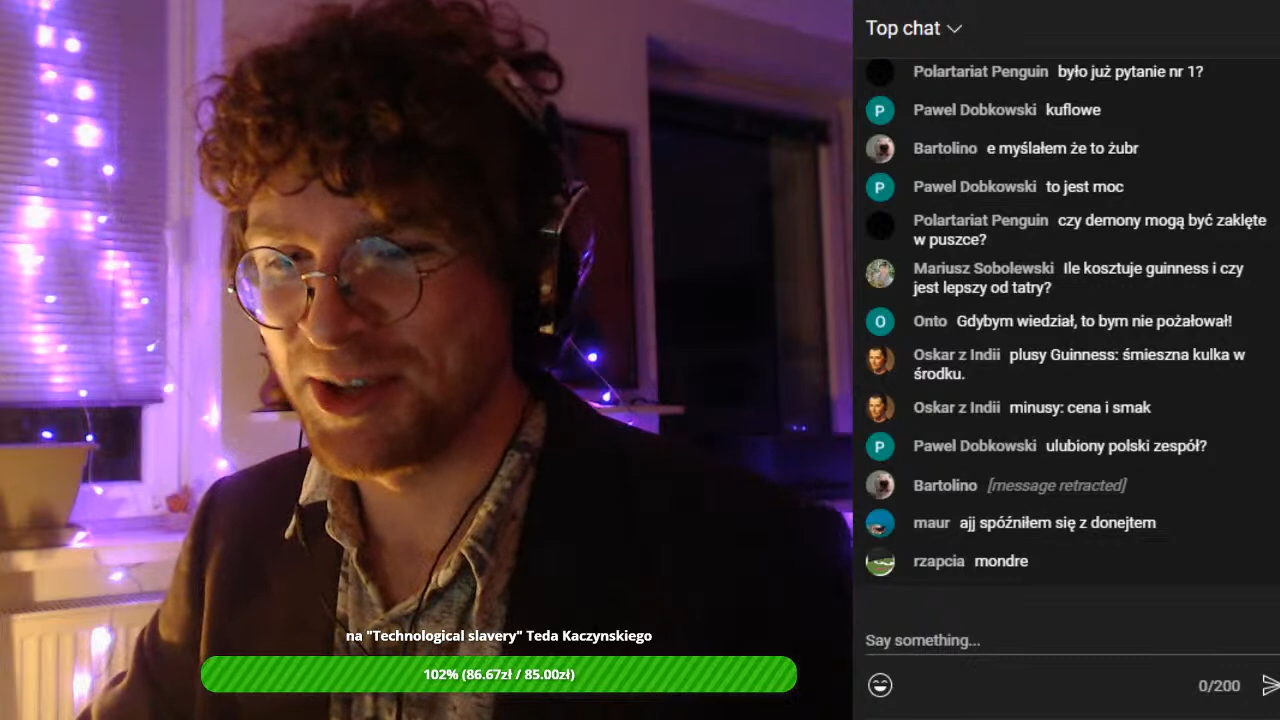 Top chat
Polartariat Penguin było już pytanie nr 1?
P Pawel Dobkowski kuflowe
Bartolino e myślałem że to żubr
P Pawel Dobkowski to jest moc
Polartariat Penguin czy demony mogą być zaklęte
w puszce?
Mariusz Sobolewski Ile kosztuje guinness i czy
jest lepszy od tatry?
O Onto Gdybym wiedział, to bym nie pożałował!
Oskar z Indii plusy Guinness: śmieszna kulka w
środku.
Oskar z Indii minusy: cena i smak
P Pawel Dobkowski ulubiony polski zespół?
Bartolino [message retracted]
maur ajj spóźniłem się z donejtem
rzapcia mondre
Say something...
0/200
na "Technological slavery" Teda Kaczynskiego
102% (86.67zł / 85.00zł)